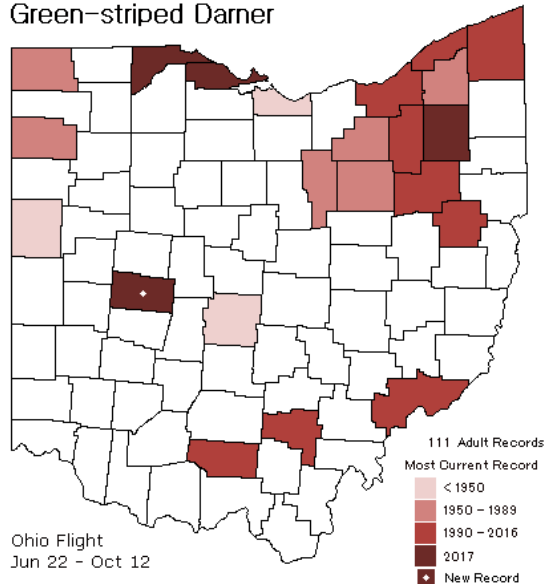 Green-striped Darner
111 Adult Records
Most Current Record
< 1950
1950 - 1989
1990 - 2016
2017
New Record
Ohio Flight
Jun 22 - Oct 12